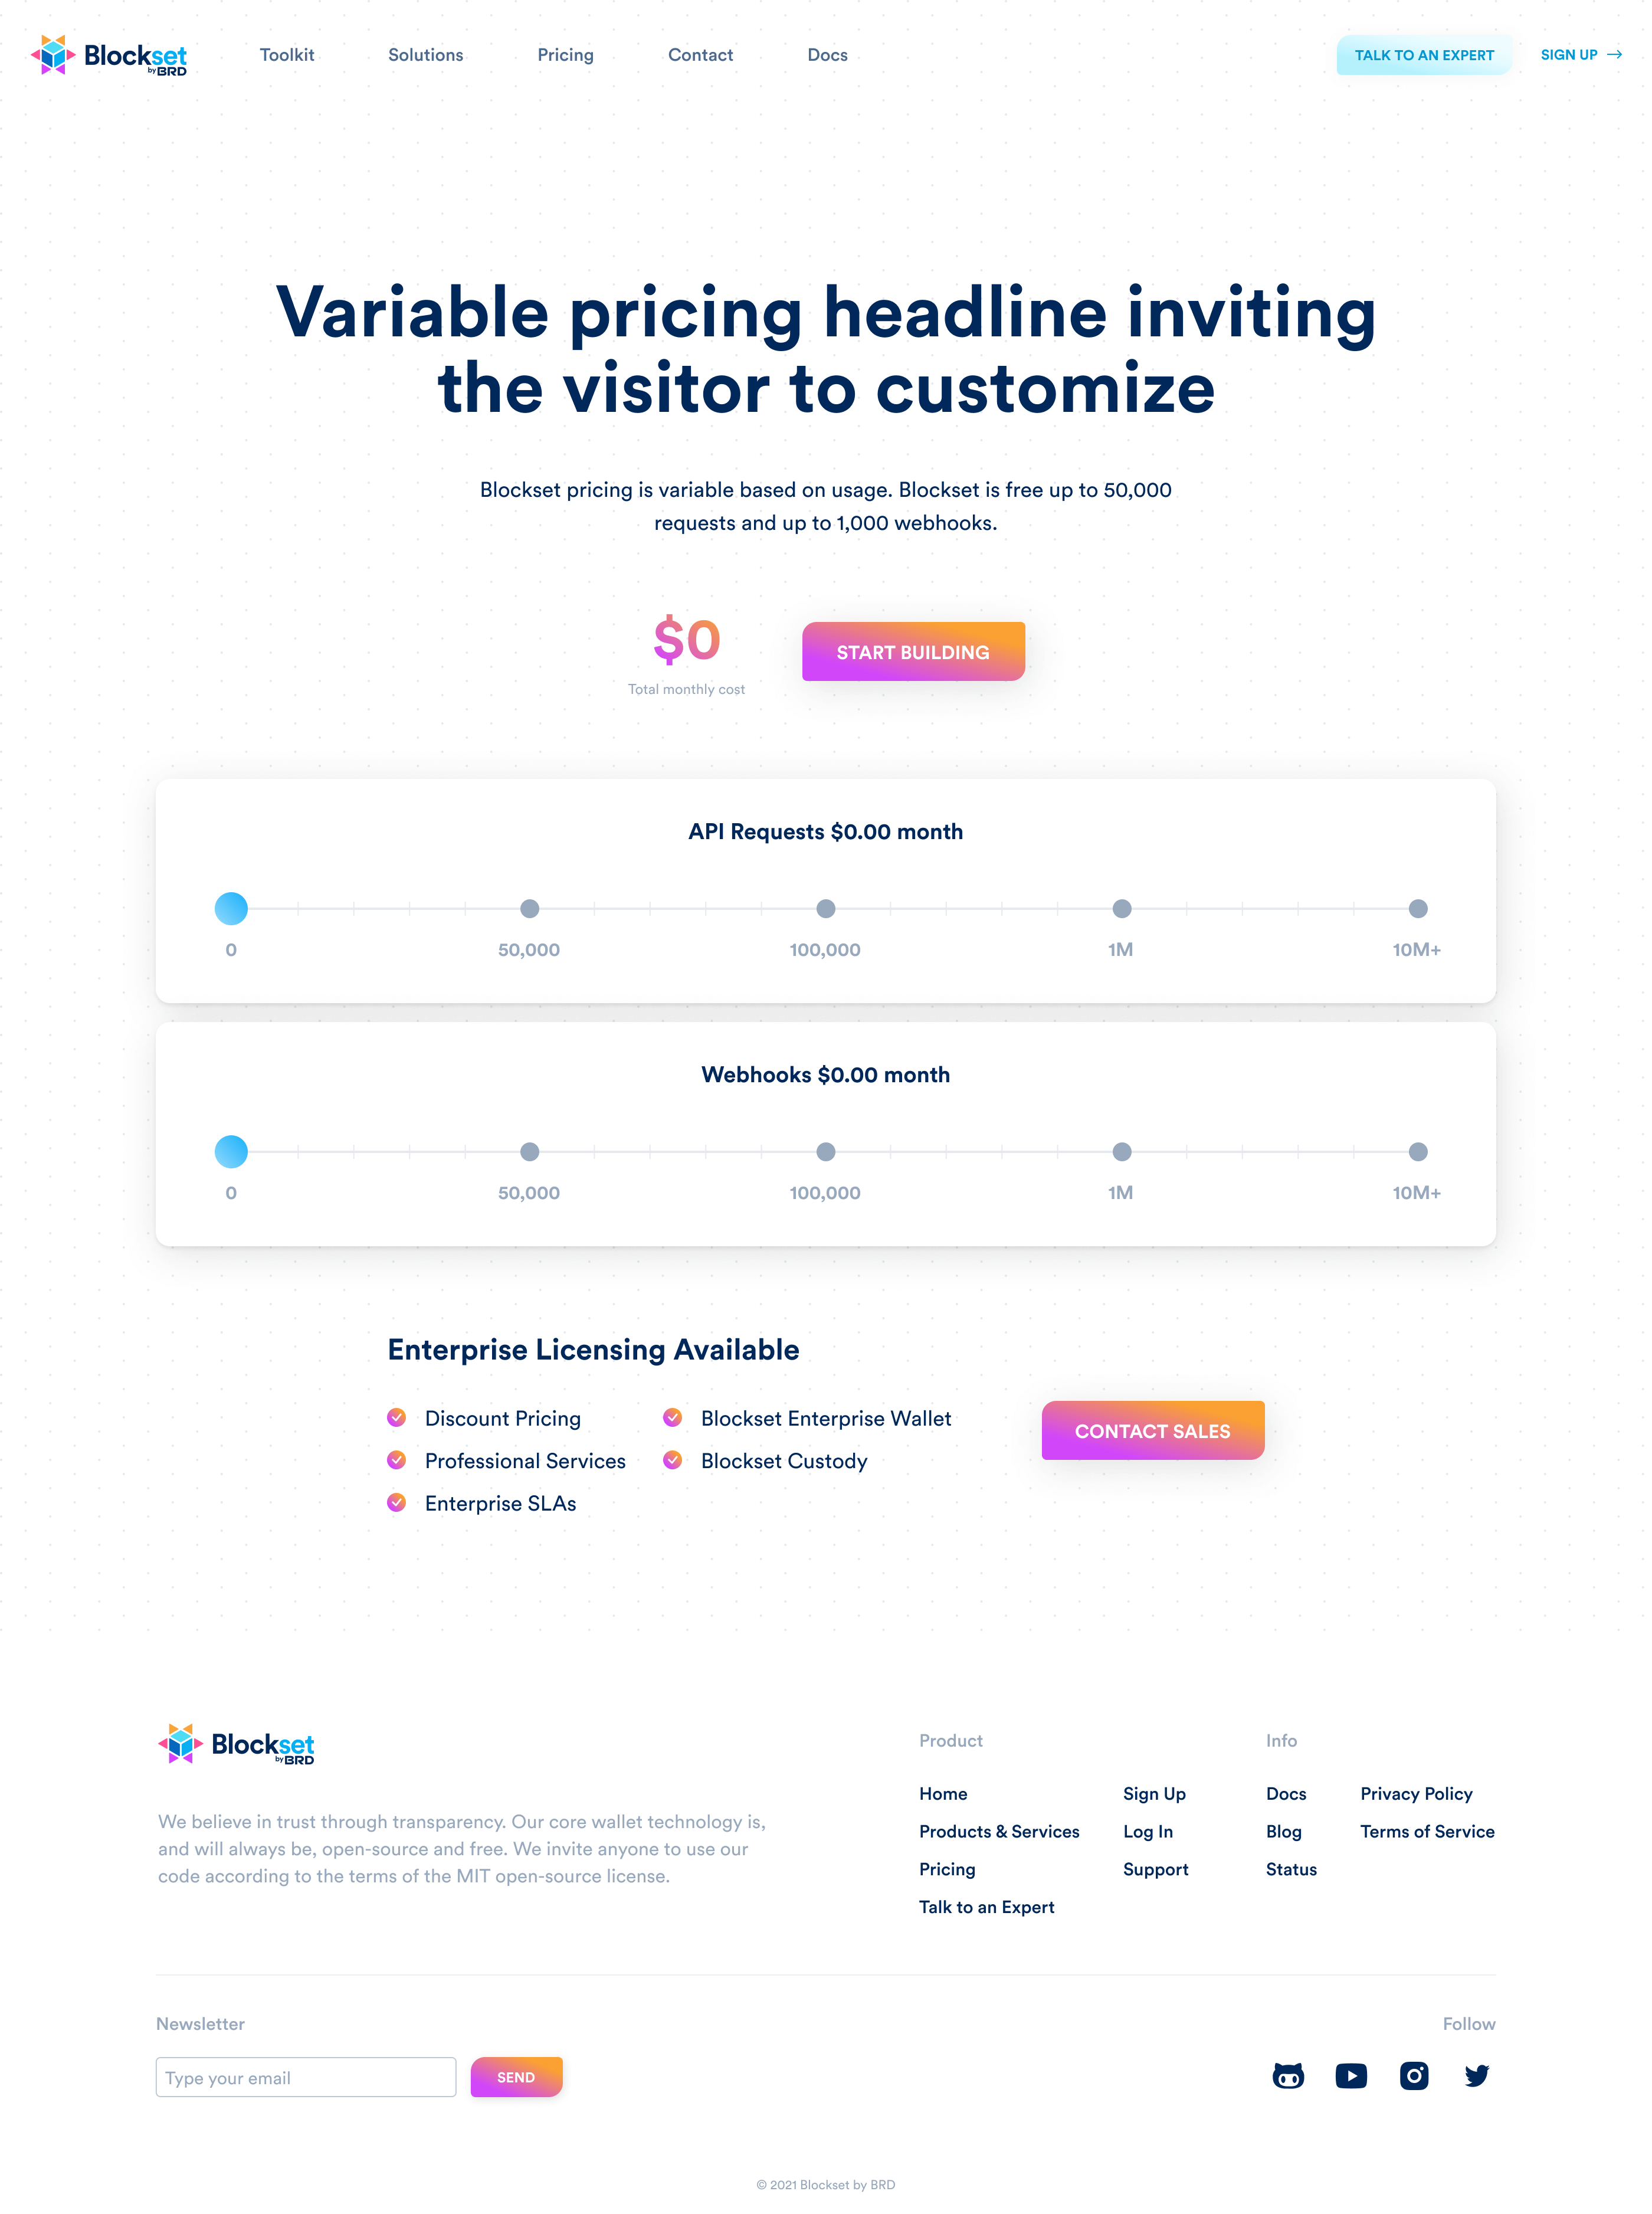 Blockset
by BRD
Toolkit
Solutions
Pricing
Contact
Docs
TALK TO AN EXPERT
SIGN UP
Variable pricing headline inviting
the visitor to customize
Blockset pricing is variable based on usage. Blockset is free up to 50,000
requests and up to 1,000 webhooks.
$0
Total monthly cost
START BUILDING
API Requests $0.00 month
0
50,000
100,000
1M
10M+
Webhooks $0.00 month
0
50,000
100,000
1M
10M+
Enterprise Licensing Available
Discount Pricing
Professional Services
Enterprise SLAs
Blockset Enterprise Wallet
Blockset Custody
CONTACT SALES
Blockset
by BRD
We believe in trust through transparency. Our core wallet technology is,
and will always be, open-source and free. We invite anyone to use our
code according to the terms of the MIT open-source license.
Product
Home
Products & Services
Pricing
Talk to an Expert
Sign Up
Log In
Support
Info
Docs
Blog
Status
Privacy Policy
Terms of Service
Newsletter
Type your email
SEND
Follow
© 2021 Blockset by BRD